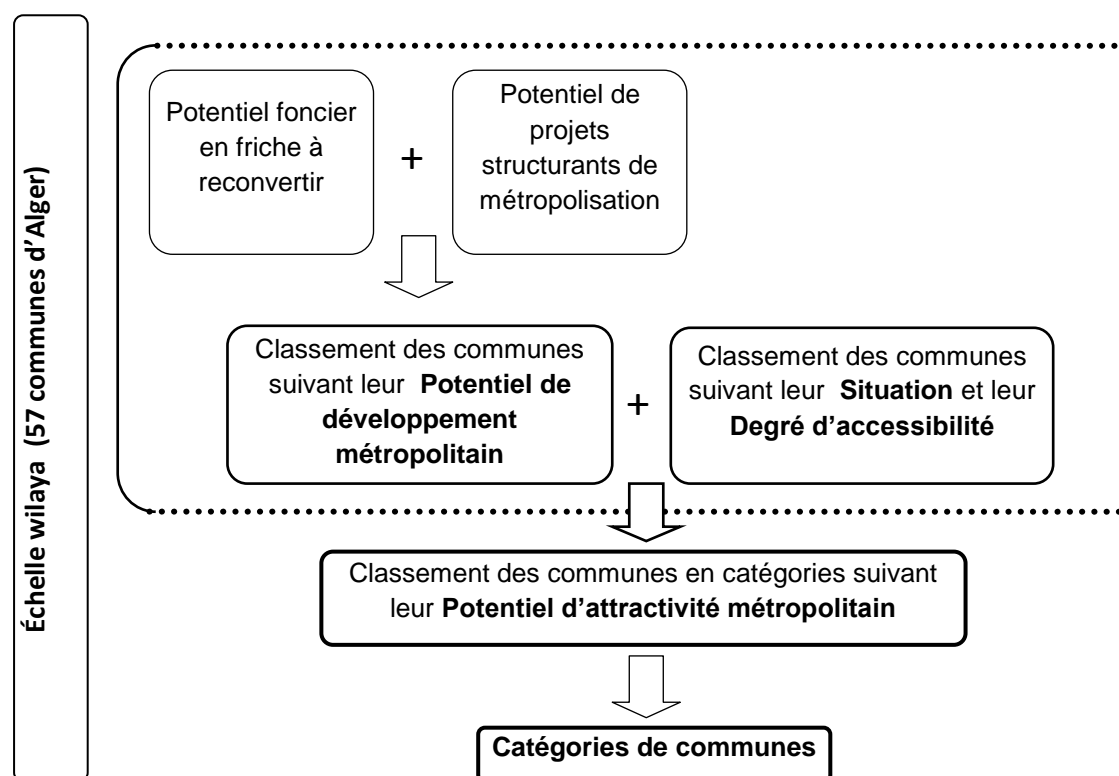 Échelle wilaya (57 communes d’Alger)
Potentiel foncier
en friche à
reconvertir
+
Potentiel de
projets
structurants de
métropolisation
Classement des communes
suivant leur Potentiel de
développement
métropolitain
+
Classement des communes
suivant leur Situation et leur
Degré d’accessibilité
Classement des communes en catégories suivant
leur Potentiel d’attractivité métropolitain
Catégories de communes